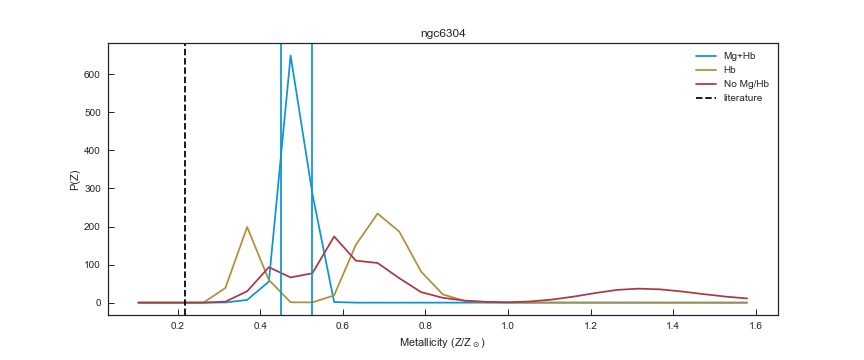 ngc6304
Mg+Hb
Hb
No Mg/Hb
literature
P(Z)
600
500
400
300
200
100
0
0.2 0.4 0.6 0.8 1.0 1.2 1.4 1.6
Metallicity (Z/Z⊙)